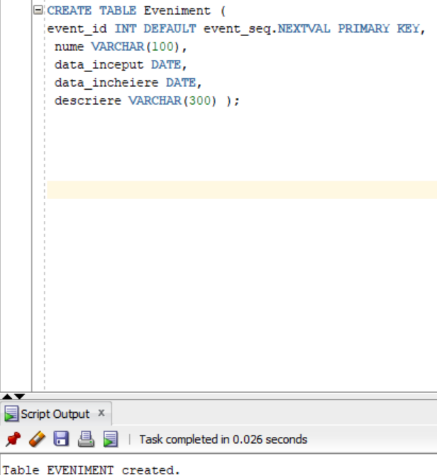 CREATE TABLE Eveniment (
event_id INT DEFAULT event_seq.NEXTVAL PRIMARY KEY,
nume VARCHAR(100),
data_inceput DATE,
data_incheiere DATE,
descriere VARCHAR(300) );
Script Output x
Task completed in 0.026 seconds
Table EVENIMENT created.